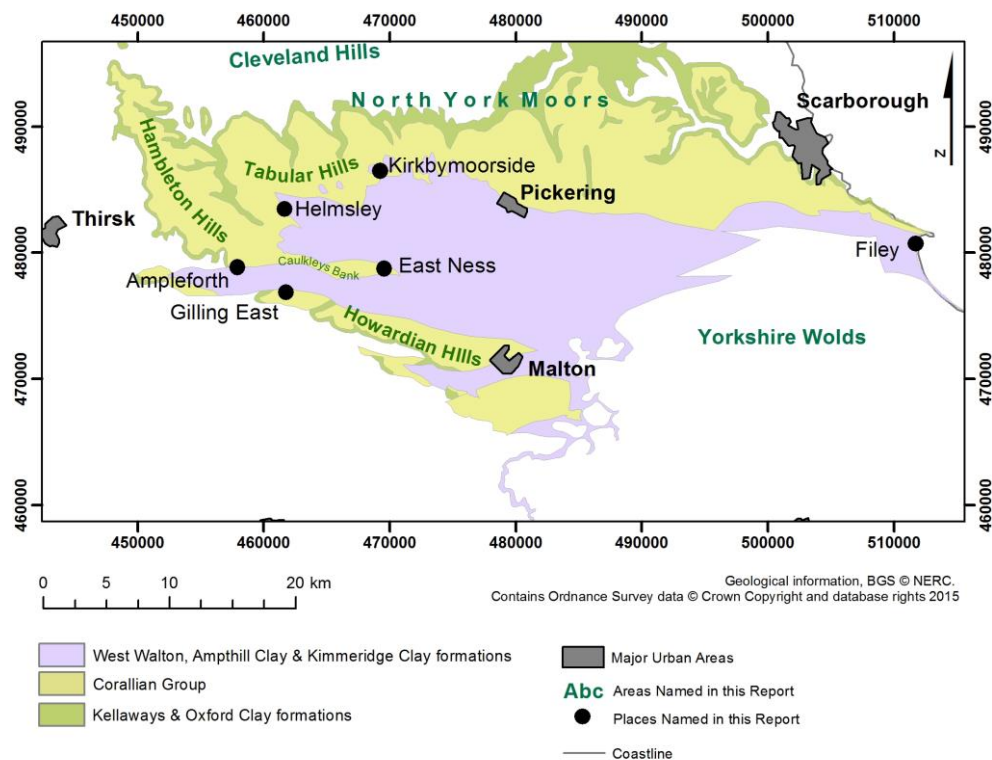 450000 460000 470000 480000 490000 500000 510000
Cleveland Hills
North York Moors
Scarborough
490000
490000
Hambleton Hills
Tabular Hills
Kirkbymoorside
Pickering
Helmsley
Thirsk
N
480000
480000
Filey
Caulkleys Bank
East Ness
Ampleforth
Gilling East
Howardian Hills
Yorkshire Wolds
Malton
470000
470000
460000
460000
450000 460000 470000 480000 490000 500000 510000
0 5 10 20 km
Geological information, BGS © NERC.
Contains Ordnance Survey data © Crown Copyright and database rights 2015
West Walton, Ampthill Clay & Kimmeridge Clay formations
Corallian Group
Kellaways & Oxford Clay formations
Major Urban Areas
Abc Areas Named in this Report
Places Named in this Report
Coastline